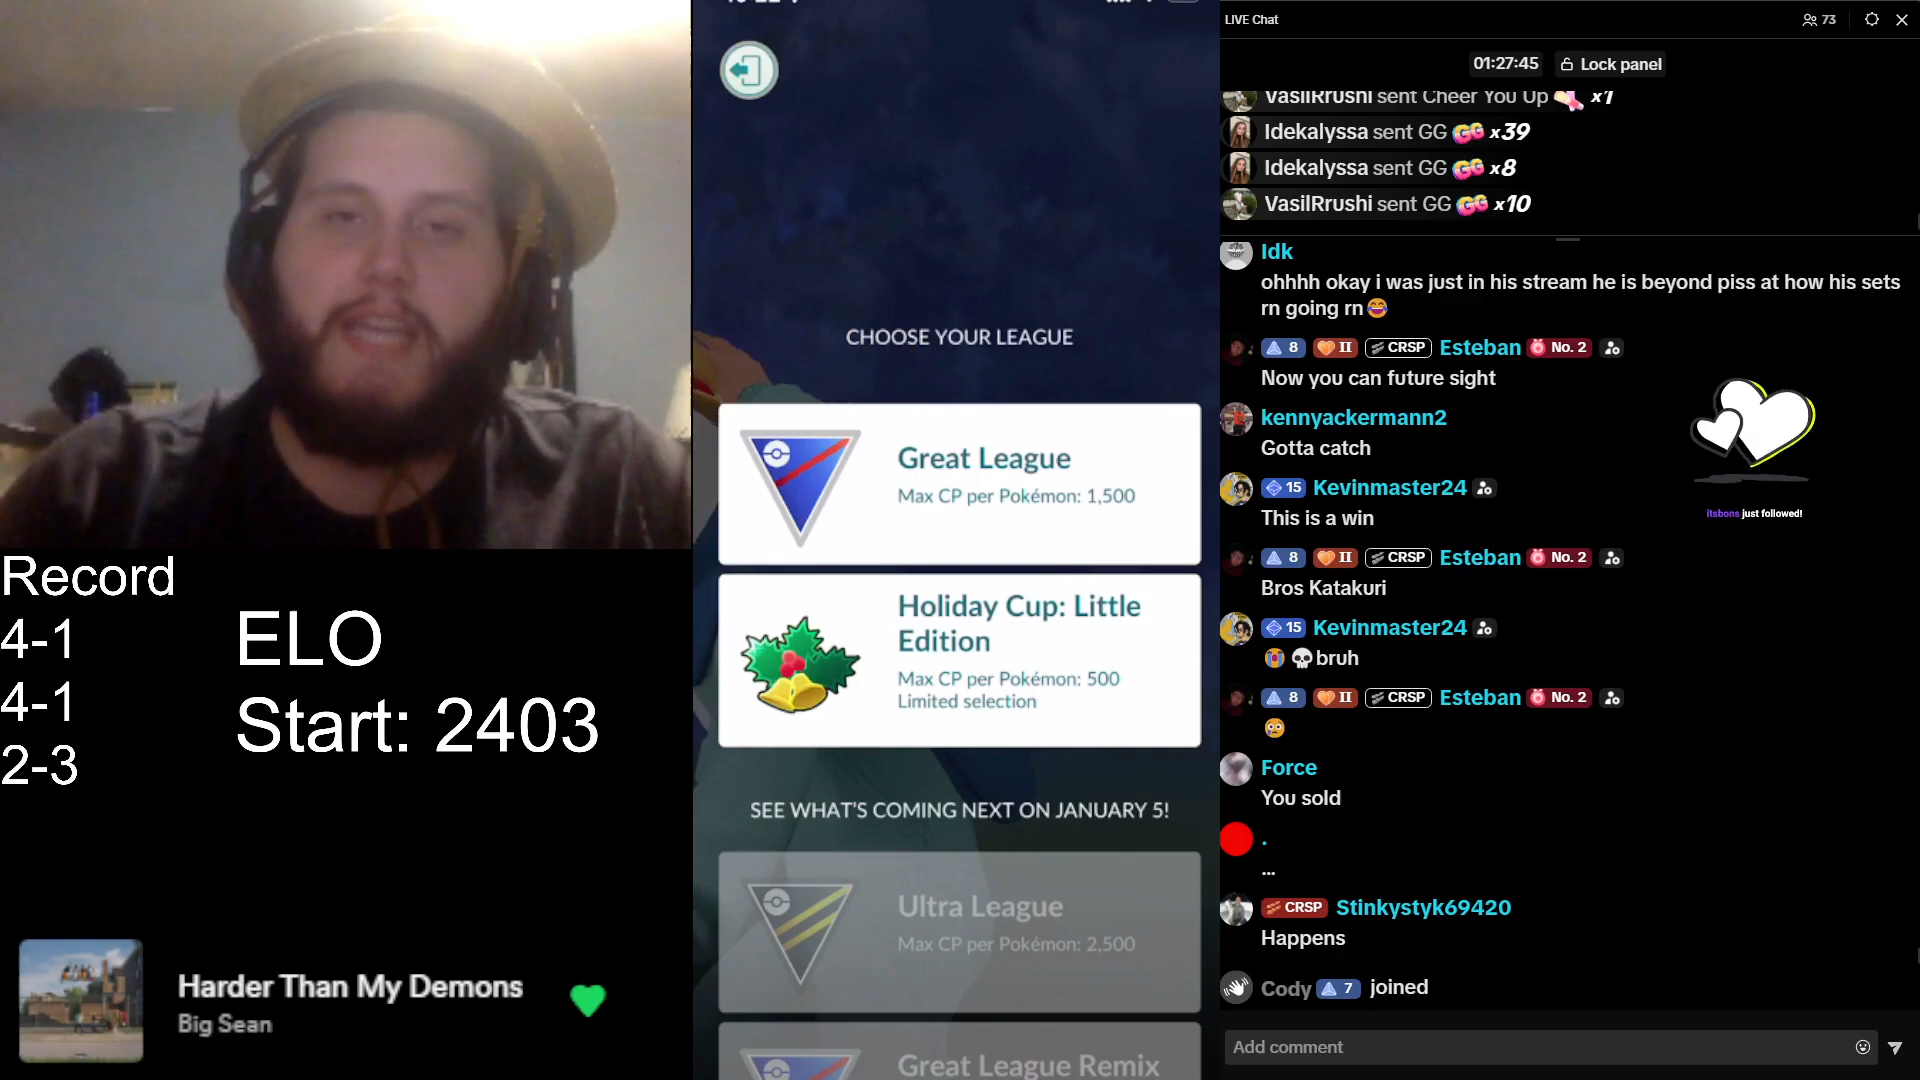 Record
4-1
4-1
2-3
ELO
Start: 2403
Harder Than My Demons
Big Sean
CHOOSE YOUR LEAGUE
Great League
Max CP per Pokémon: 1,500
Holiday Cup: Little
Edition
Max CP per Pokémon: 500
Limited selection
SEE WHAT'S COMING NEXT ON JANUARY 5!
Ultra League
Max CP per Pokémon: 2,500
Great League Remix
LIVE Chat
73
01:27:45
Lock panel
VasilRrushi sent Cheer You Up x1
Idekalyssa sent GG GG x39
Idekalyssa sent GG GG x8
VasilRrushi sent GG GG x10
Idk
ohhhh okay i was just in his stream he is beyond piss at how his sets
rn going rn😂
8 II CRSP Esteban No. 2
Now you can future sight
kennyackermann2
Gotta catch
15 Kevinmaster24
This is a win
8 II CRSP Esteban No. 2
Bros Katakuri
15 Kevinmaster24
😭 💀bruh
8 II CRSP Esteban No. 2
😢
Force
You sold
.
...
CRSP Stinkystyk69420
Happens
Cody 7 joined
itsbons just followed!
Add comment